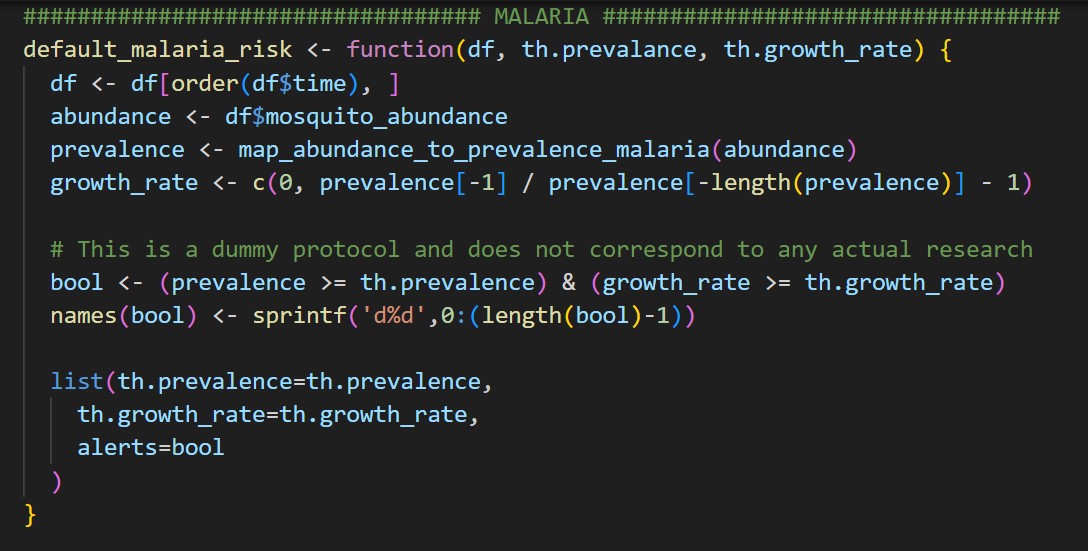 ################################## MALARIA ##################################
default_malaria_risk <- function(df, th.prevalance, th.growth_rate) {
  df <- df[order(df$time), ]
  abundance <- df$mosquito_abundance
  prevalence <- map_abundance_to_prevalence_malaria(abundance)
  growth_rate <- c(0, prevalence[-1] / prevalence[-length(prevalence)] - 1)

  # This is a dummy protocol and does not correspond to any actual research
  bool <- (prevalence >= th.prevalence) & (growth_rate >= th.growth_rate)
  names(bool) <- sprintf('d%d',0:(length(bool)-1))

  list(th.prevalence=th.prevalence,
    th.growth_rate=th.growth_rate,
    alerts=bool
  )
}